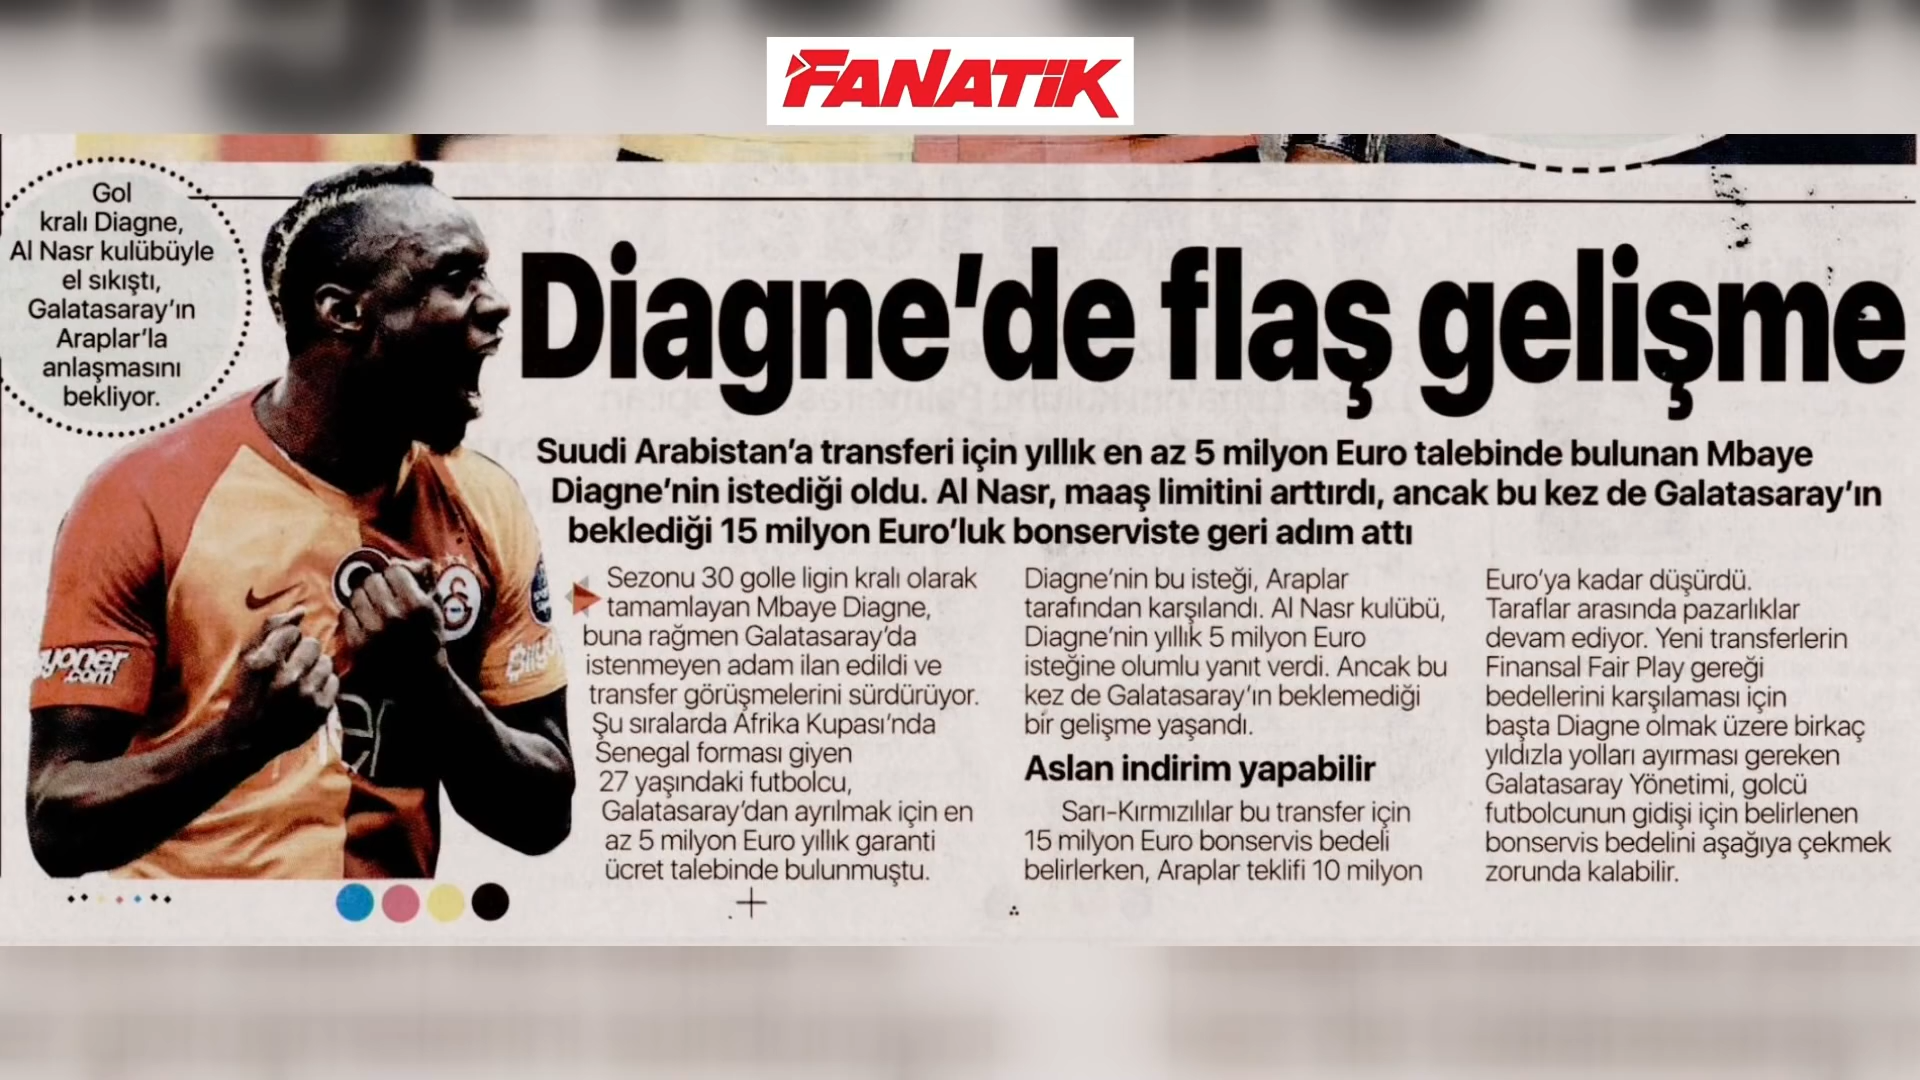 FANATİK
Gol
kralı Diagne,
Al Nasr kulübüyle
el sıkıştı,
Galatasaray’ın
Araplar’la
anlaşmasını
bekliyor.
Diagne’de flaş gelişme
Suudi Arabistan’a transferi için yıllık en az 5 milyon Euro talebinde bulunan Mbaye
Diagne’nin istediği oldu. Al Nasr, maaş limitini arttırdı, ancak bu kez de Galatasaray’ın
beklediği 15 milyon Euro’luk bonserviste geri adım attı
Sezonu 30 golle ligin kralı olarak
tamamlayan Mbaye Diagne,
buna rağmen Galatasaray’da
istenmeyen adam ilan edildi ve
transfer görüşmelerini sürdürüyor.
Şu sıralarda Afrika Kupası’nda
Senegal forması giyen
27 yaşındaki futbolcu,
Galatasaray’dan ayrılmak için en
az 5 milyon Euro yıllık garanti
ücret talebinde bulunmuştu.
Diagne’nin bu isteği, Araplar
tarafından karşılandı. Al Nasr kulübü,
Diagne’nin yıllık 5 milyon Euro
isteğine olumlu yanıt verdi. Ancak bu
kez de Galatasaray’ın beklemediği
bir gelişme yaşandı.
Aslan indirim yapabilir
Sarı-Kırmızılılar bu transfer için
15 milyon Euro bonservis bedeli
belirlerken, Araplar teklifi 10 milyon
Euro’ya kadar düşürdü.
Taraflar arasında pazarlıklar
devam ediyor. Yeni transferlerin
Finansal Fair Play gereği
bedellerini karşılaması için
başta Diagne olmak üzere birkaç
yıldızla yolları ayırması gereken
Galatasaray Yönetimi, golcü
futbolcunun gidişi için belirlenen
bonservis bedelini aşağıya çekmek
zorunda kalabilir.
yoner
.com